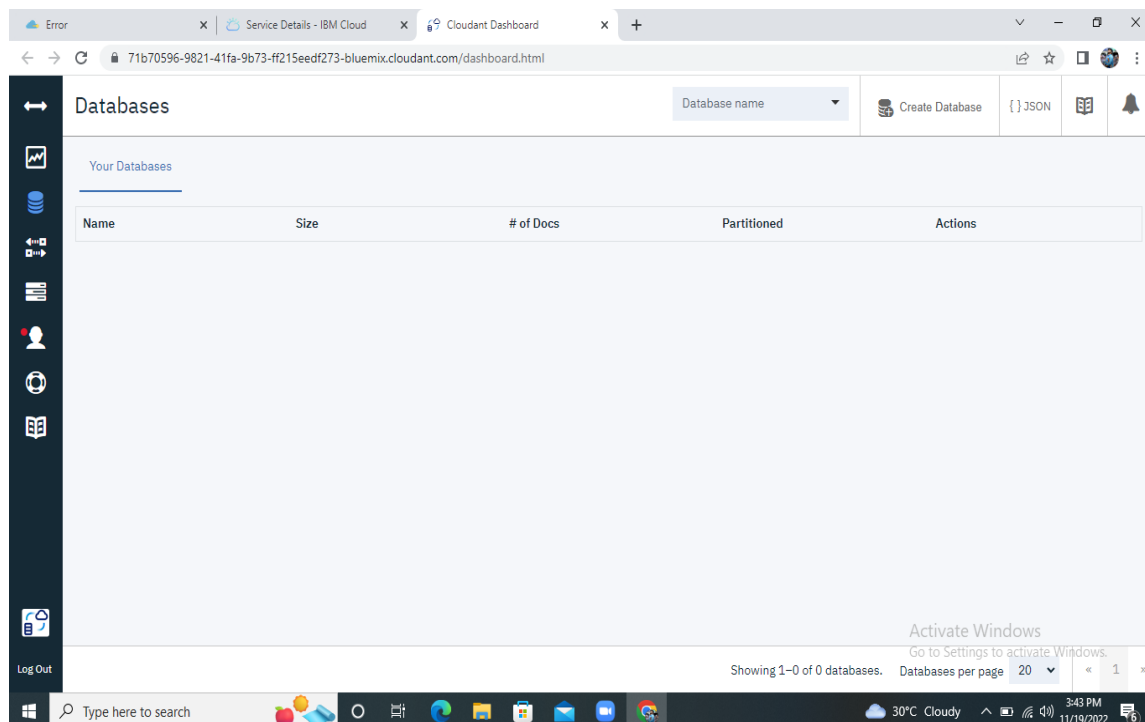 Error
Service Details - IBM Cloud
Cloudant Dashboard
71b70596-9821-41fa-9b73-ff215eedf273-bluemix.cloudant.com/dashboard.html
Databases
Database name
Create Database
{ } JSON
Your Databases
Name Size # of Docs Partitioned Actions
Activate Windows
Go to Settings to activate Windows.
Log Out
Showing 1–0 of 0 databases. Databases per page 20 « 1 »
Type here to search
30°C Cloudy
3:43 PM
11/19/2022